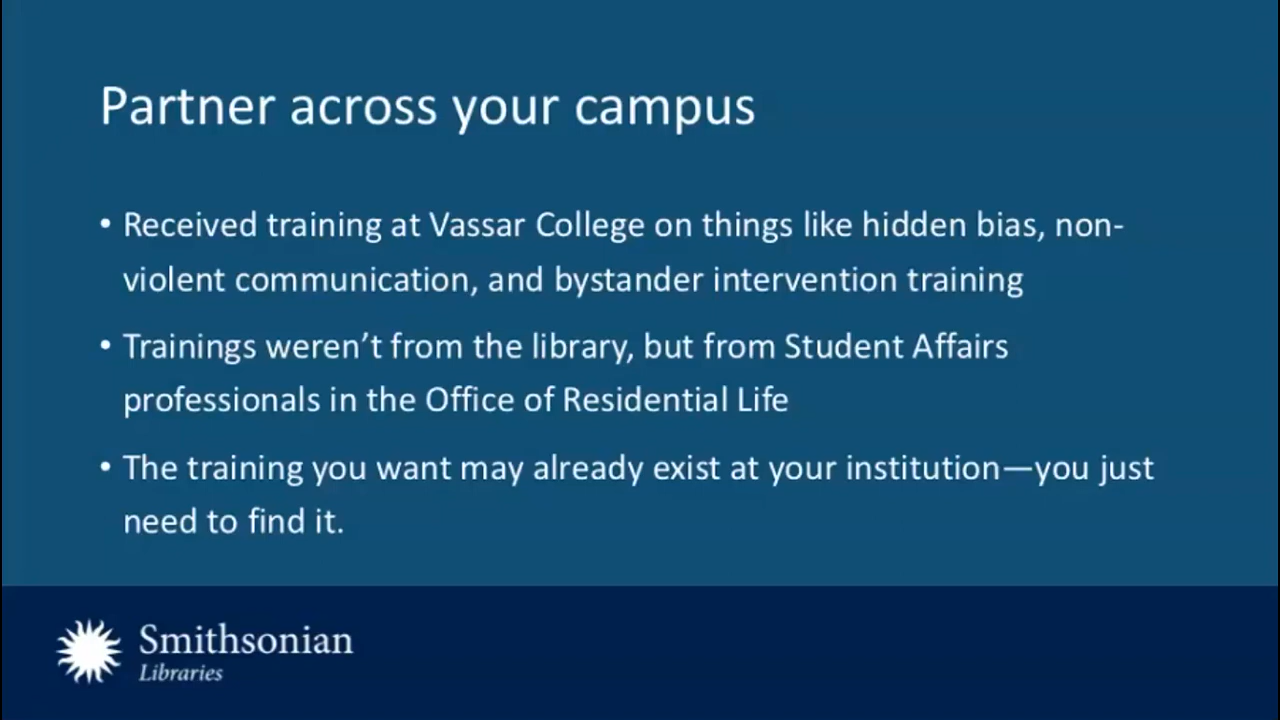 Partner across your campus
• Received training at Vassar College on things like hidden bias, non-
violent communication, and bystander intervention training
• Trainings weren’t from the library, but from Student Affairs
professionals in the Office of Residential Life
• The training you want may already exist at your institution—you just
need to find it.
Smithsonian
Libraries